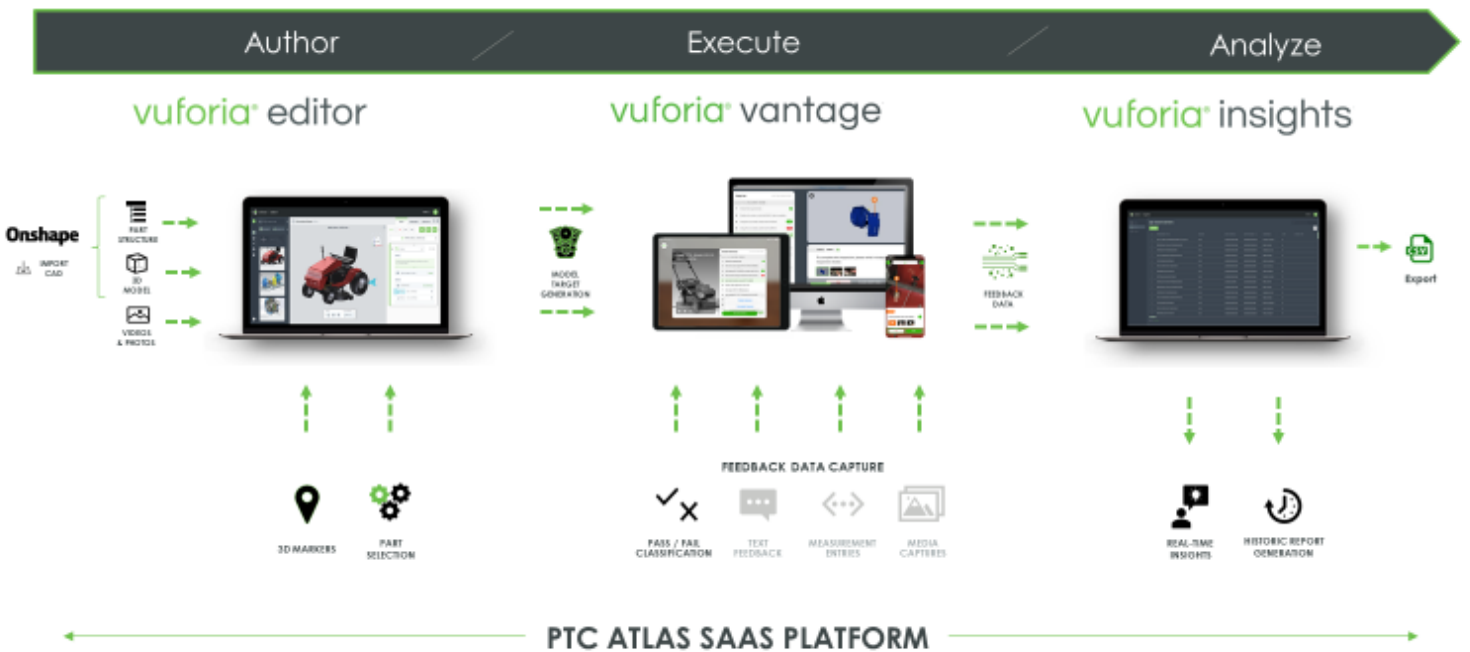 Author
Execute
Analyze
vuforia® editor
vuforia® vantage
vuforia® insights
Onshape
IMPORT
CAD
PART
STRUCTURE
3D
MODEL
VIDEOS
& PHOTOS
MODEL
TARGET
GENERATION
FEEDBACK
DATA
CSV
Export
3D MARKERS
PART
SELECTION
FEEDBACK DATA CAPTURE
PASS / FAIL
CLASSIFICATION
TEXT
FEEDBACK
MEASUREMENT
ENTRIES
MEDIA
CAPTURES
REAL-TIME
INSIGHTS
HISTORIC REPORT
GENERATION
PTC ATLAS SAAS PLATFORM